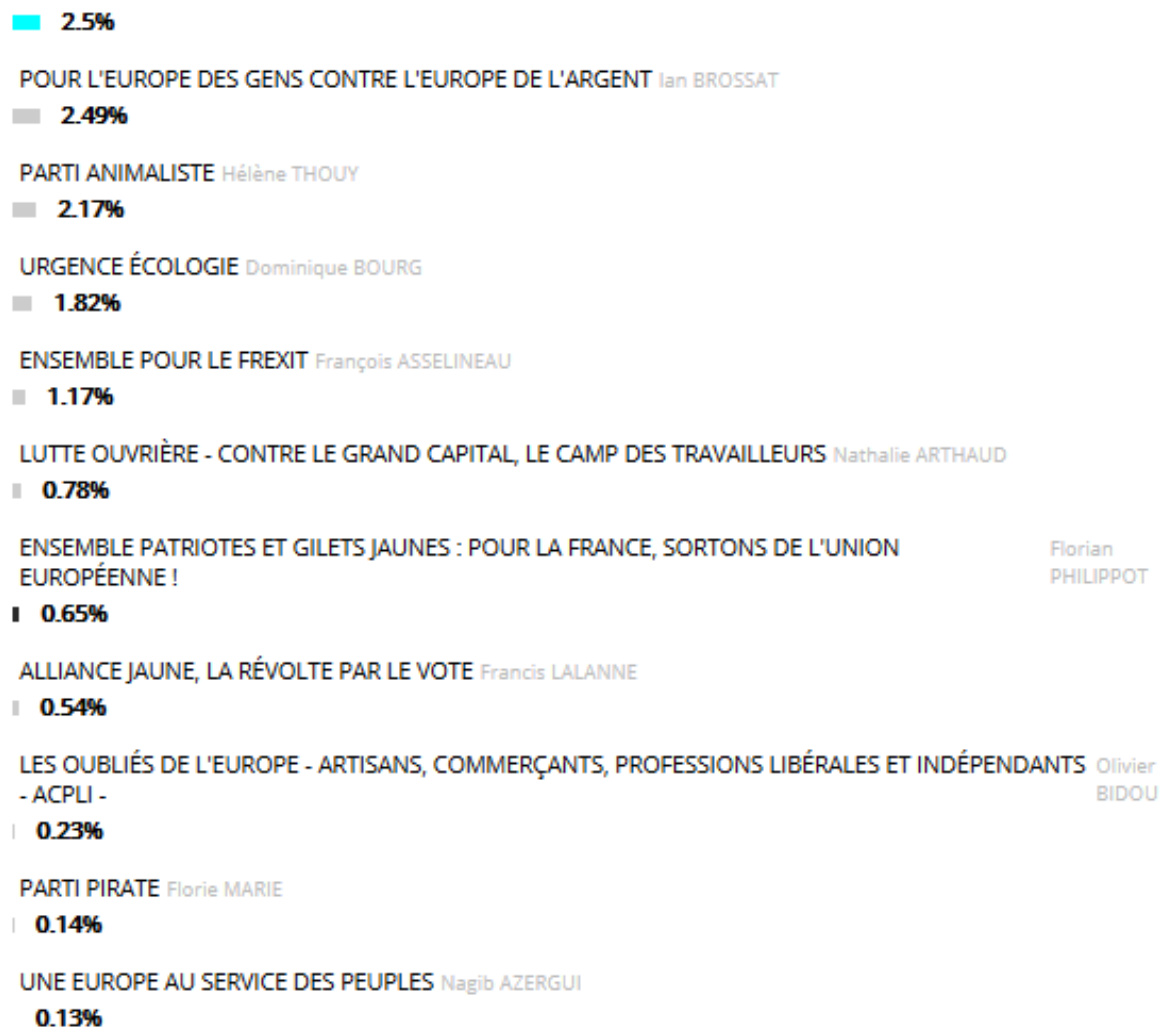 2.5%
POUR L'EUROPE DES GENS CONTRE L'EUROPE DE L'ARGENT Ian BROSSAT
2.49%
PARTI ANIMALISTE Hélène THOUY
2.17%
URGENCE ÉCOLOGIE Dominique BOURG
1.82%
ENSEMBLE POUR LE FREXIT François ASSELINEAU
1.17%
LUTTE OUVRIÈRE - CONTRE LE GRAND CAPITAL, LE CAMP DES TRAVAILLEURS Nathalie ARTHAUD
0.78%
ENSEMBLE PATRIOTES ET GILETS JAUNES : POUR LA FRANCE, SORTONS DE L'UNION
EUROPÉENNE !
Florian
PHILIPPOT
0.65%
ALLIANCE JAUNE, LA RÉVOLTE PAR LE VOTE Francis LALANNE
0.54%
LES OUBLIÉS DE L'EUROPE - ARTISANS, COMMERÇANTS, PROFESSIONS LIBÉRALES ET INDÉPENDANTS
- ACPLI -
Olivier
BIDOU
0.23%
PARTI PIRATE Florie MARIE
0.14%
UNE EUROPE AU SERVICE DES PEUPLES Nagib AZERGUI
0.13%